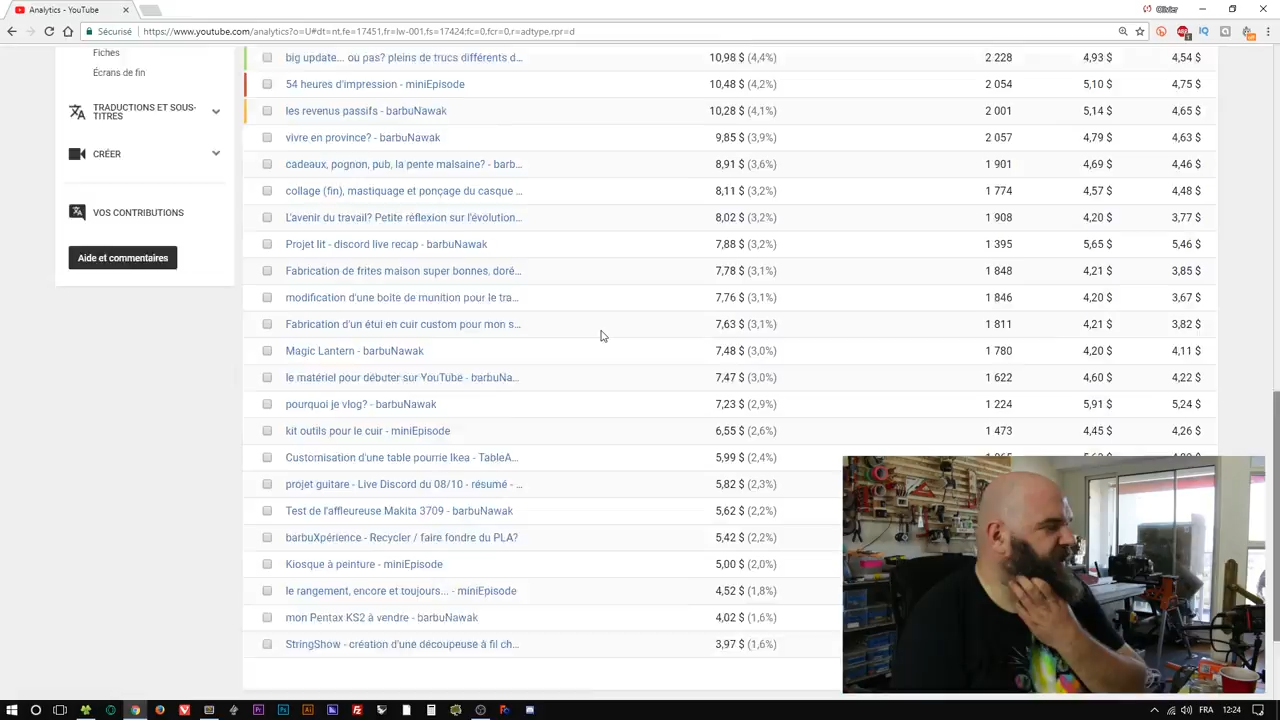 Analytics - YouTube
Olivier
Sécurisé https://www.youtube.com/analytics?o=U#dt=nt,fe=17451,fr=lw-001,fs=17424;fc=0,fcr=0,r=adtype,rpr=d
Fiches
Écrans de fin
TRADUCTIONS ET SOUS-
TITRES
CRÉER
VOS CONTRIBUTIONS
Aide et commentaires
big update... ou pas? pleins de trucs différents d... 10,98 $ (4,4%) 2 228 4,93 $ 4,54 $
54 heures d'impression - miniEpisode 10,48 $ (4,2%) 2 054 5,10 $ 4,75 $
les revenus passifs - barbuNawak 10,28 $ (4,1%) 2 001 5,14 $ 4,65 $
vivre en province? - barbuNawak 9,85 $ (3,9%) 2 057 4,79 $ 4,63 $
cadeaux, pognon, pub, la pente malsaine? - barb... 8,91 $ (3,6%) 1 901 4,69 $ 4,46 $
collage (fin), mastiquage et ponçage du casque ... 8,11 $ (3,2%) 1 774 4,57 $ 4,48 $
L'avenir du travail? Petite réflexion sur l'évolution... 8,02 $ (3,2%) 1 908 4,20 $ 3,77 $
Projet lit - discord live recap - barbuNawak 7,88 $ (3,2%) 1 395 5,65 $ 5,46 $
Fabrication de frites maison super bonnes, doré... 7,78 $ (3,1%) 1 848 4,21 $ 3,85 $
modification d'une boite de munition pour le tra... 7,76 $ (3,1%) 1 846 4,20 $ 3,67 $
Fabrication d'un étui en cuir custom pour mon s... 7,63 $ (3,1%) 1 811 4,21 $ 3,82 $
Magic Lantern - barbuNawak 7,48 $ (3,0%) 1 780 4,20 $ 4,11 $
le matériel pour débuter sur YouTube - barbuNa... 7,47 $ (3,0%) 1 622 4,60 $ 4,22 $
pourquoi je vlog? - barbuNawak 7,23 $ (2,9%) 1 224 5,91 $ 5,24 $
kit outils pour le cuir - miniEpisode 6,55 $ (2,6%) 1 473 4,45 $ 4,26 $
Customisation d'une table pourrie Ikea - TableA... 5,99 $ (2,4%)
projet guitare - Live Discord du 08/10 - résumé - ... 5,82 $ (2,3%)
Test de l'affleureuse Makita 3709 - barbuNawak 5,62 $ (2,2%)
barbuXpérience - Recycler / faire fondre du PLA? 5,42 $ (2,2%)
Kiosque à peinture - miniEpisode 5,00 $ (2,0%)
le rangement, encore et toujours... - miniEpisode 4,52 $ (1,8%)
mon Pentax KS2 à vendre - barbuNawak 4,02 $ (1,6%)
StringShow - création d'une découpeuse à fil ch... 3,97 $ (1,6%)
FRA 12:24